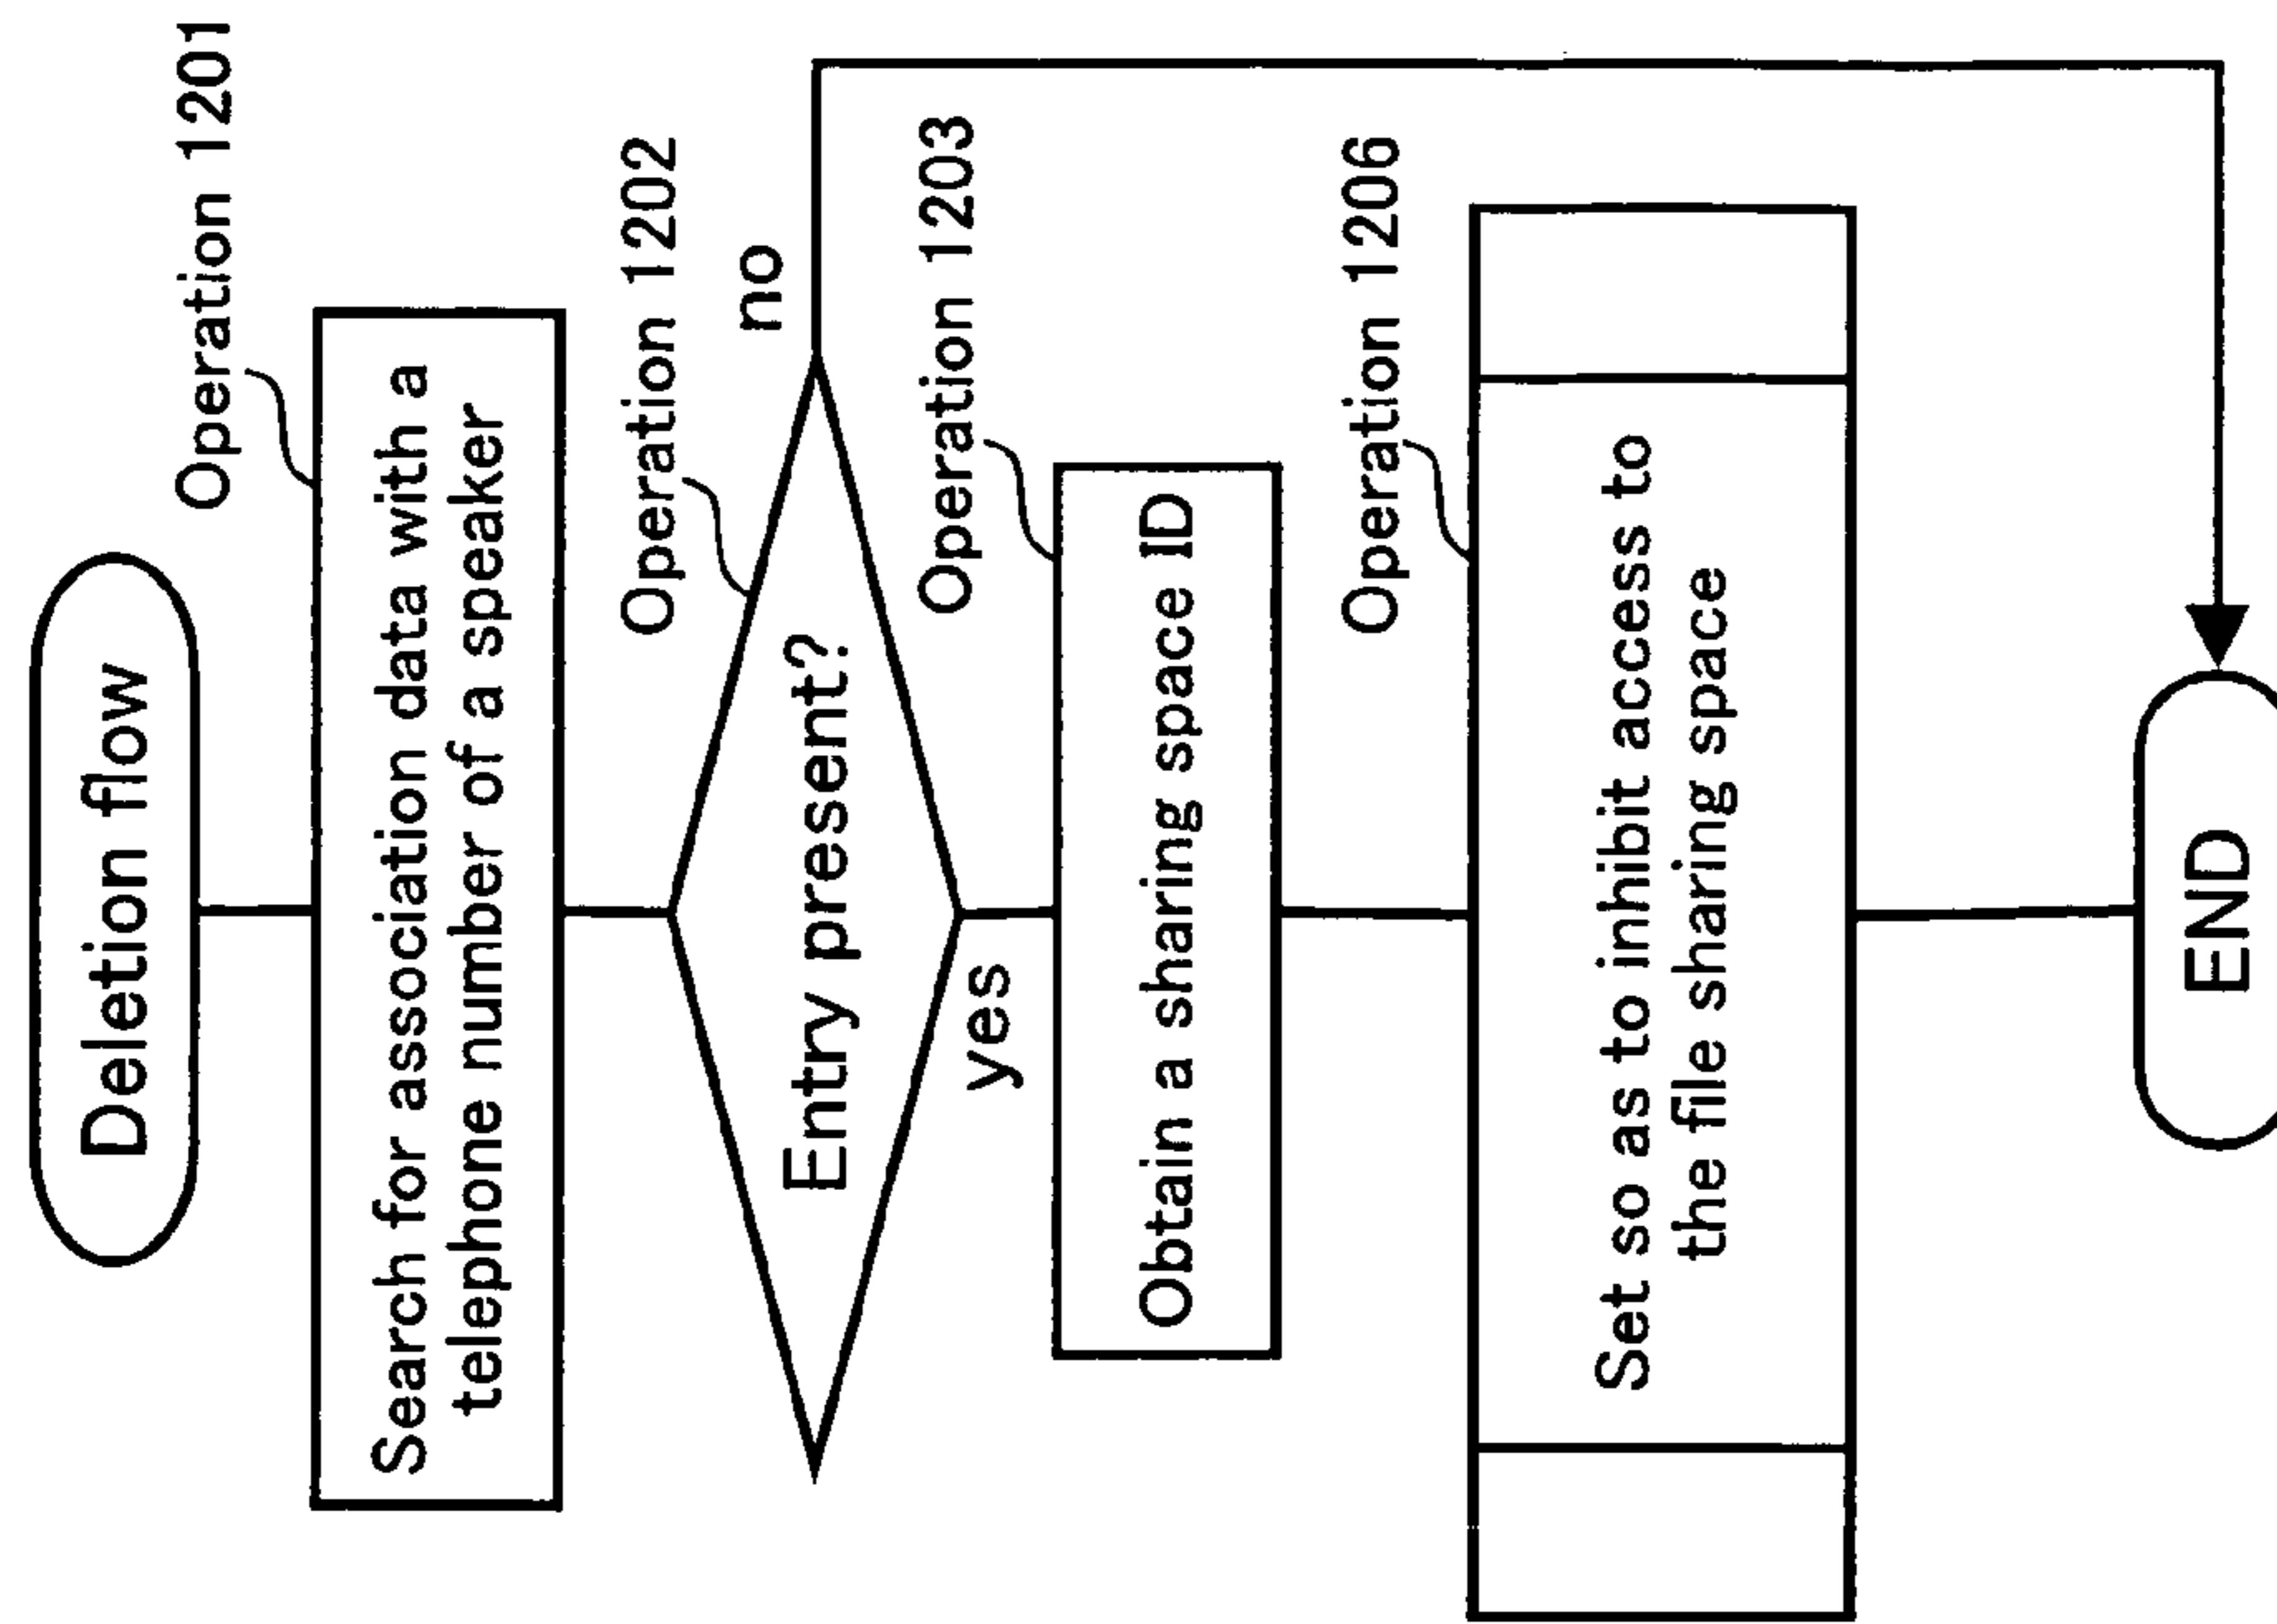 Deletion flow
Operation 1201
Search for association data with a
telephone number of a speaker
Operation 1202
Entry present?
no
yes
Operation 1203
Obtain a sharing space ID
Operation 1206
Set so as to inhibit access to
the file sharing space
END